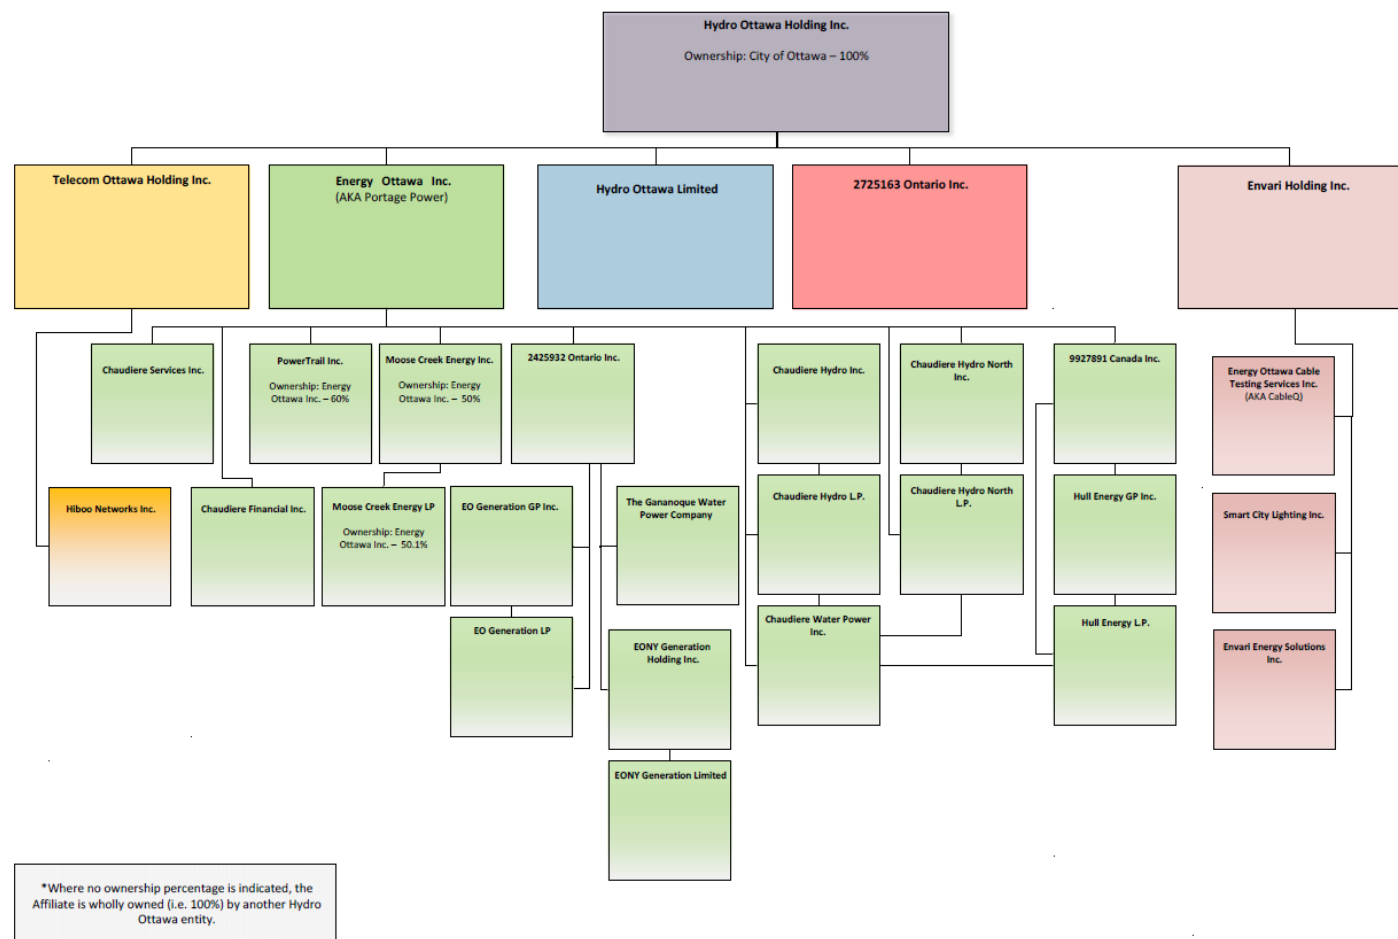 Hydro Ottawa Holding Inc.
Ownership: City of Ottawa – 100%
Telecom Ottawa Holding Inc.
Energy Ottawa Inc.
(AKA Portage Power)
Hydro Ottawa Limited
2725163 Ontario Inc.
Envari Holding Inc.
Chaudiere Services Inc.
PowerTrail Inc.
Ownership: Energy
Ottawa Inc. – 60%
Moose Creek Energy Inc.
Ownership: Energy
Ottawa Inc. – 50%
2425932 Ontario Inc.
Chaudiere Hydro Inc.
Chaudiere Hydro North
Inc.
9927891 Canada Inc.
Energy Ottawa Cable
Testing Services Inc.
(AKA CableQ)
Hiboo Networks Inc.
Chaudiere Financial Inc.
Moose Creek Energy LP
Ownership: Energy
Ottawa Inc. – 50.1%
EO Generation GP Inc.
The Gananoque Water
Power Company
Chaudiere Hydro L.P.
Chaudiere Hydro North
L.P.
Hull Energy GP Inc.
Smart City Lighting Inc.
EO Generation LP
EONY Generation
Holding Inc.
Chaudiere Water Power
Inc.
Hull Energy L.P.
Envari Energy Solutions
Inc.
EONY Generation Limited
*Where no ownership percentage is indicated, the
Affiliate is wholly owned (i.e. 100%) by another Hydro
Ottawa entity.